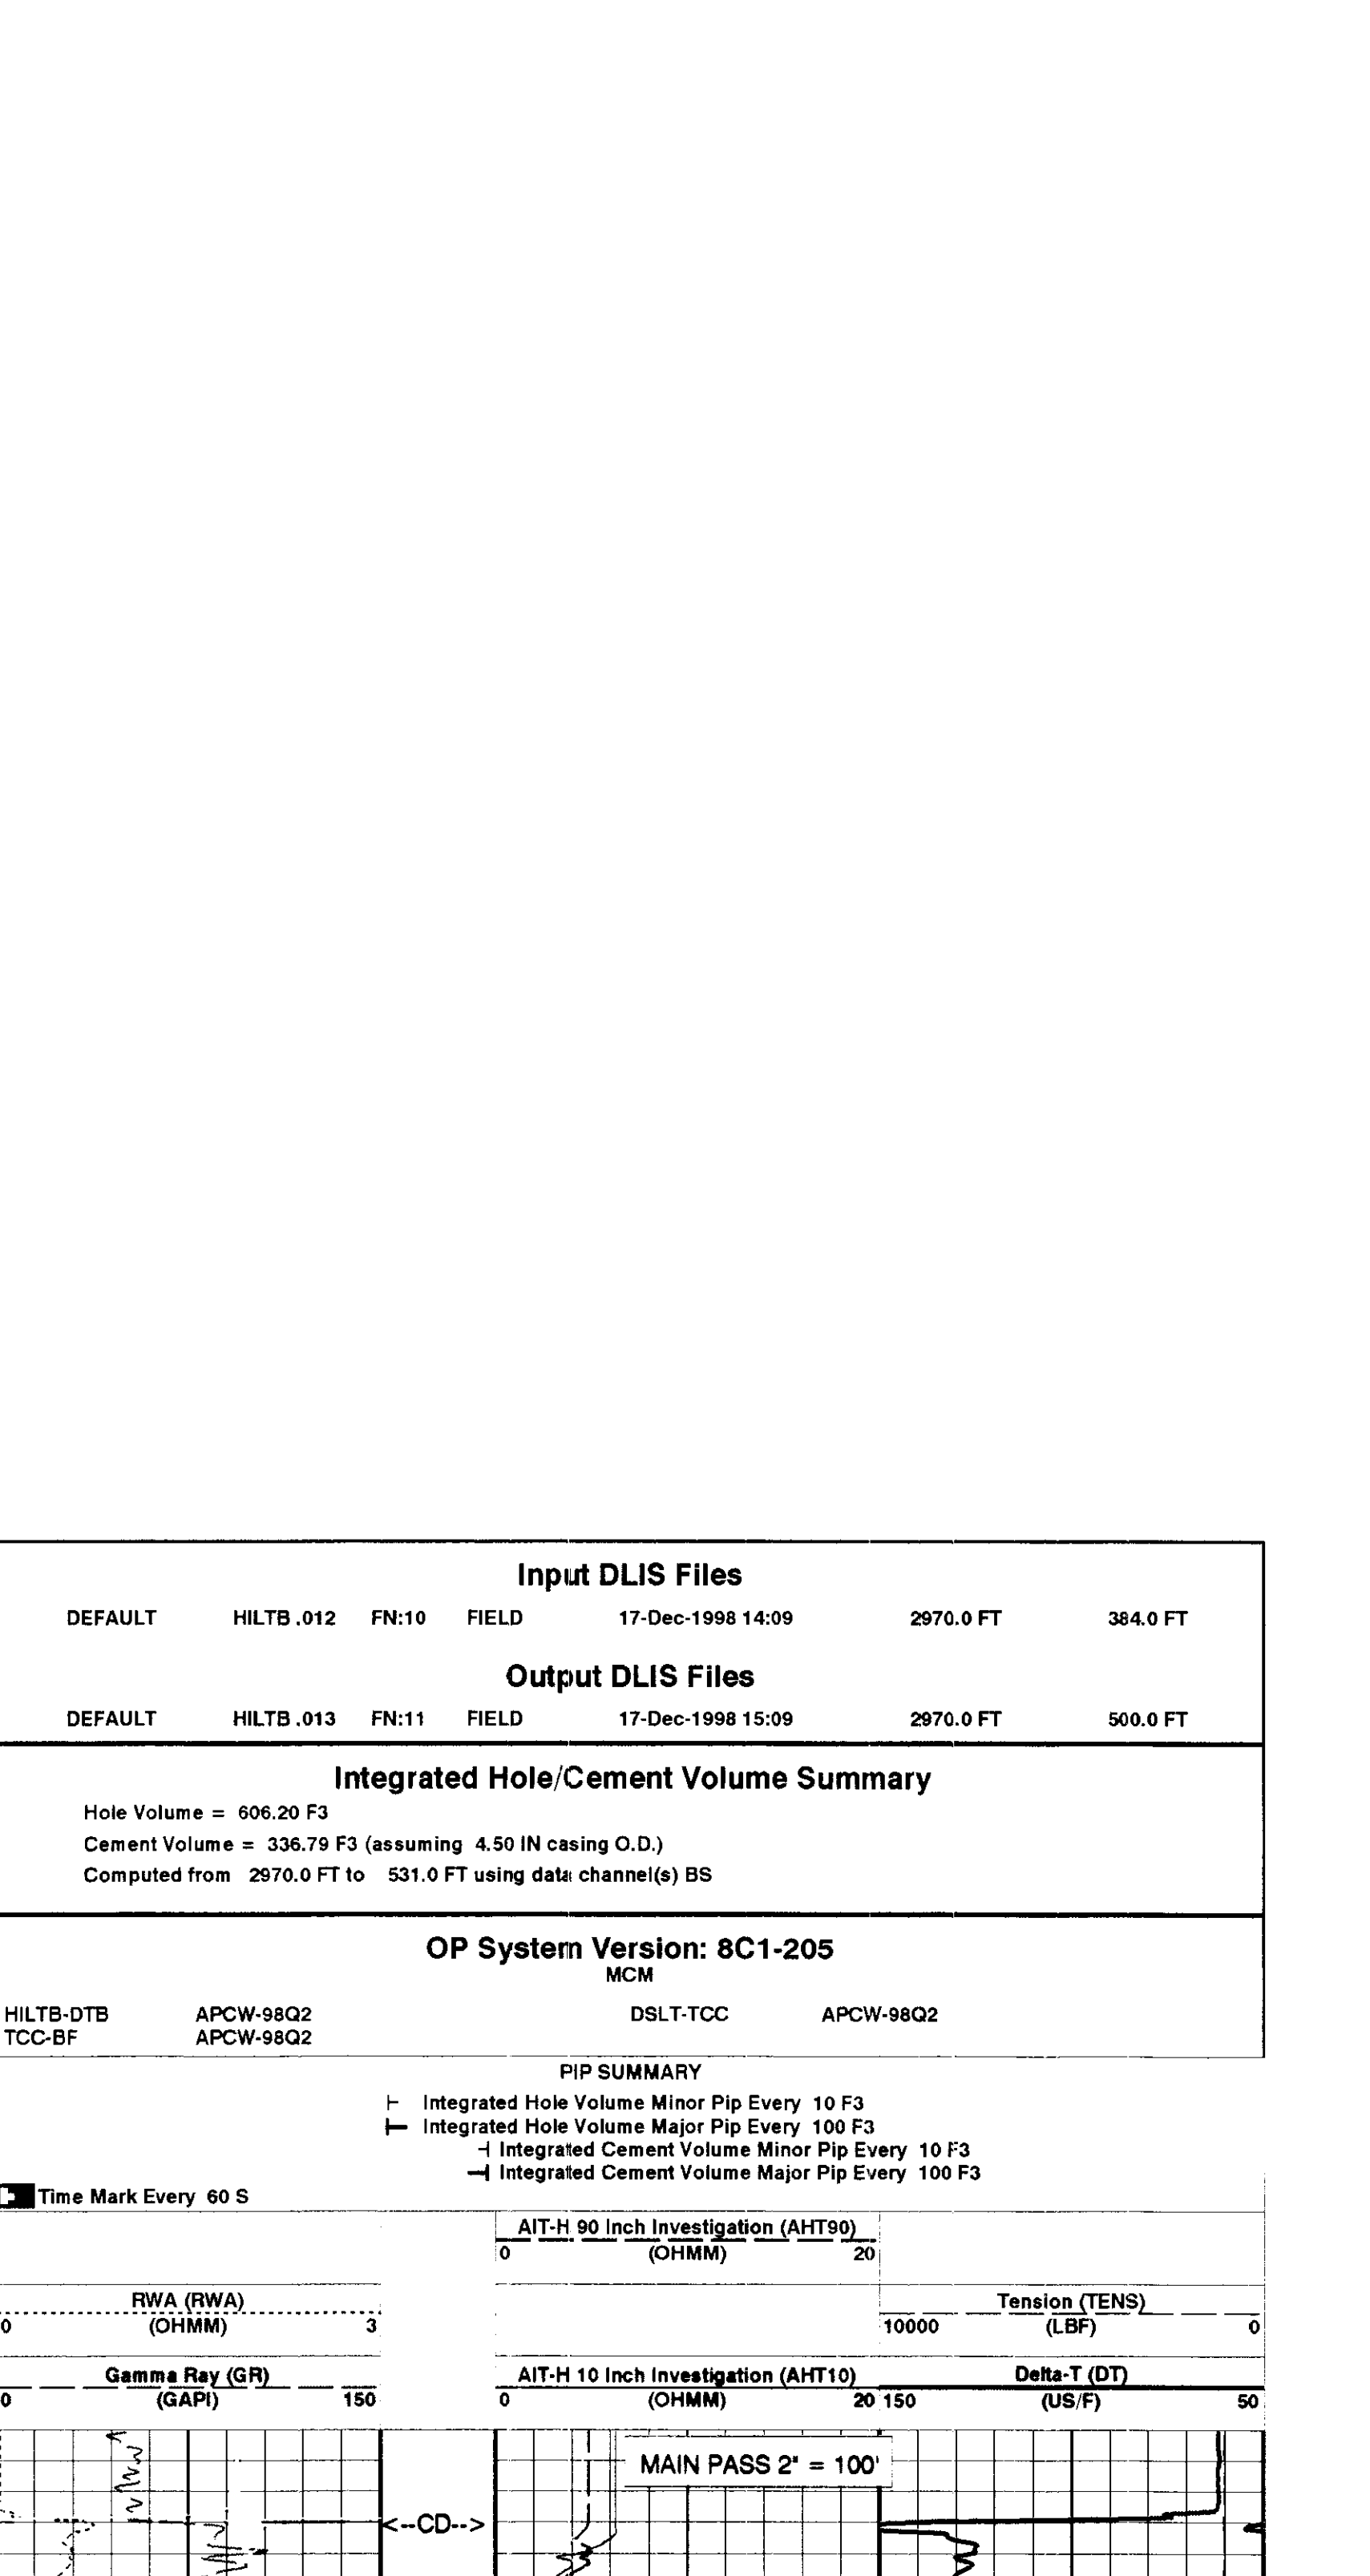 Input DLIS Files
DEFAULT HILTB .012 FN:10 FIELD 17-Dec-1998 14:09 2970.0 FT 384.0 FT
Output DLIS Files
DEFAULT HILTB .013 FN:11 FIELD 17-Dec-1998 15:09 2970.0 FT 500.0 FT
Integrated Hole/Cement Volume Summary
Hole Volume = 606.20 F3
Cement Volume = 336.79 F3 (assuming 4.50 IN casing O.D.)
Computed from 2970.0 FT to 531.0 FT using data channel(s) BS
OP System Version: 8C1-205
MCM
HILTB-DTB APCW-98Q2 DSLT-TCC APCW-98Q2
TCC-BF APCW-98Q2
PIP SUMMARY
Integrated Hole Volume Minor Pip Every 10 F3
Integrated Hole Volume Major Pip Every 100 F3
Integrated Cement Volume Minor Pip Every 10 F3
Integrated Cement Volume Major Pip Every 100 F3
Time Mark Every 60 S
AIT-H 90 Inch Investigation (AHT90)
0 (OHMM) 20
RWA (RWA) Tension (TENS)
0 (OHMM) 3 10000 (LBF) 0
Gamma Ray (GR) AIT-H 10 Inch Investigation (AHT10) Delta-T (DT)
0 (GAPI) 150 0 (OHMM) 20 150 (US/F) 50
MAIN PASS 2" = 100'
<--CD-->